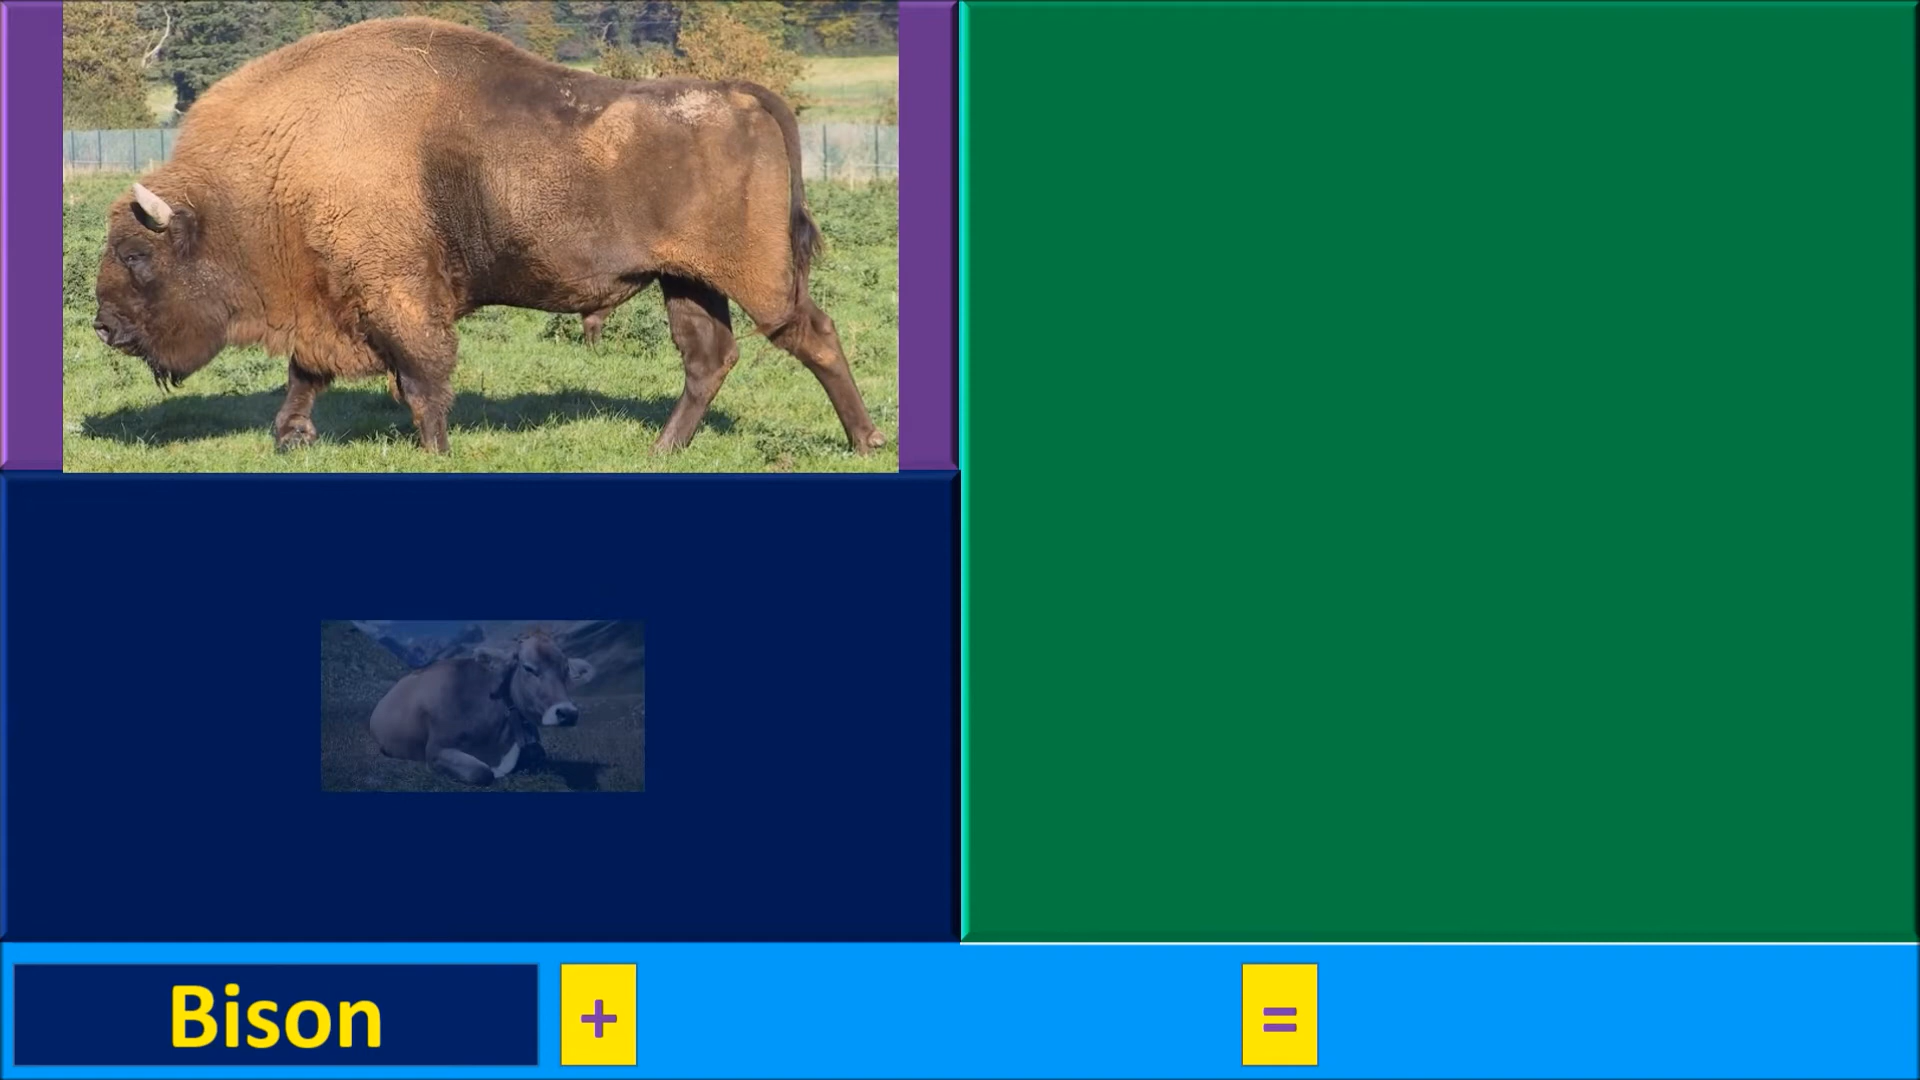 Bison + =